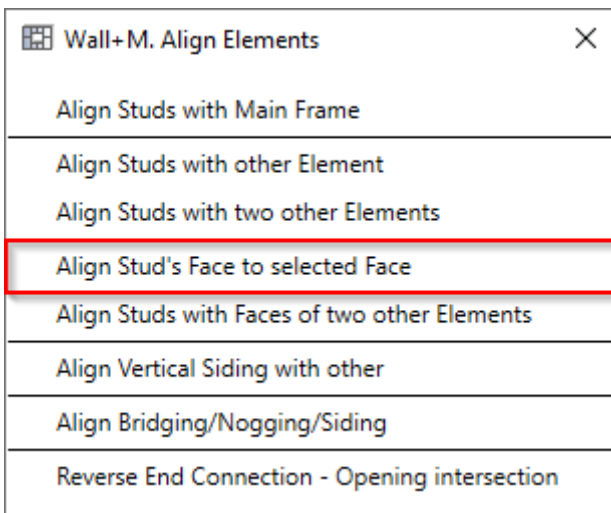 Wall+M. Align Elements
Align Studs with Main Frame
Align Studs with other Element
Align Studs with two other Elements
Align Stud's Face to selected Face
Align Studs with Faces of two other Elements
Align Vertical Siding with other
Align Bridging/Nogging/Siding
Reverse End Connection - Opening intersection